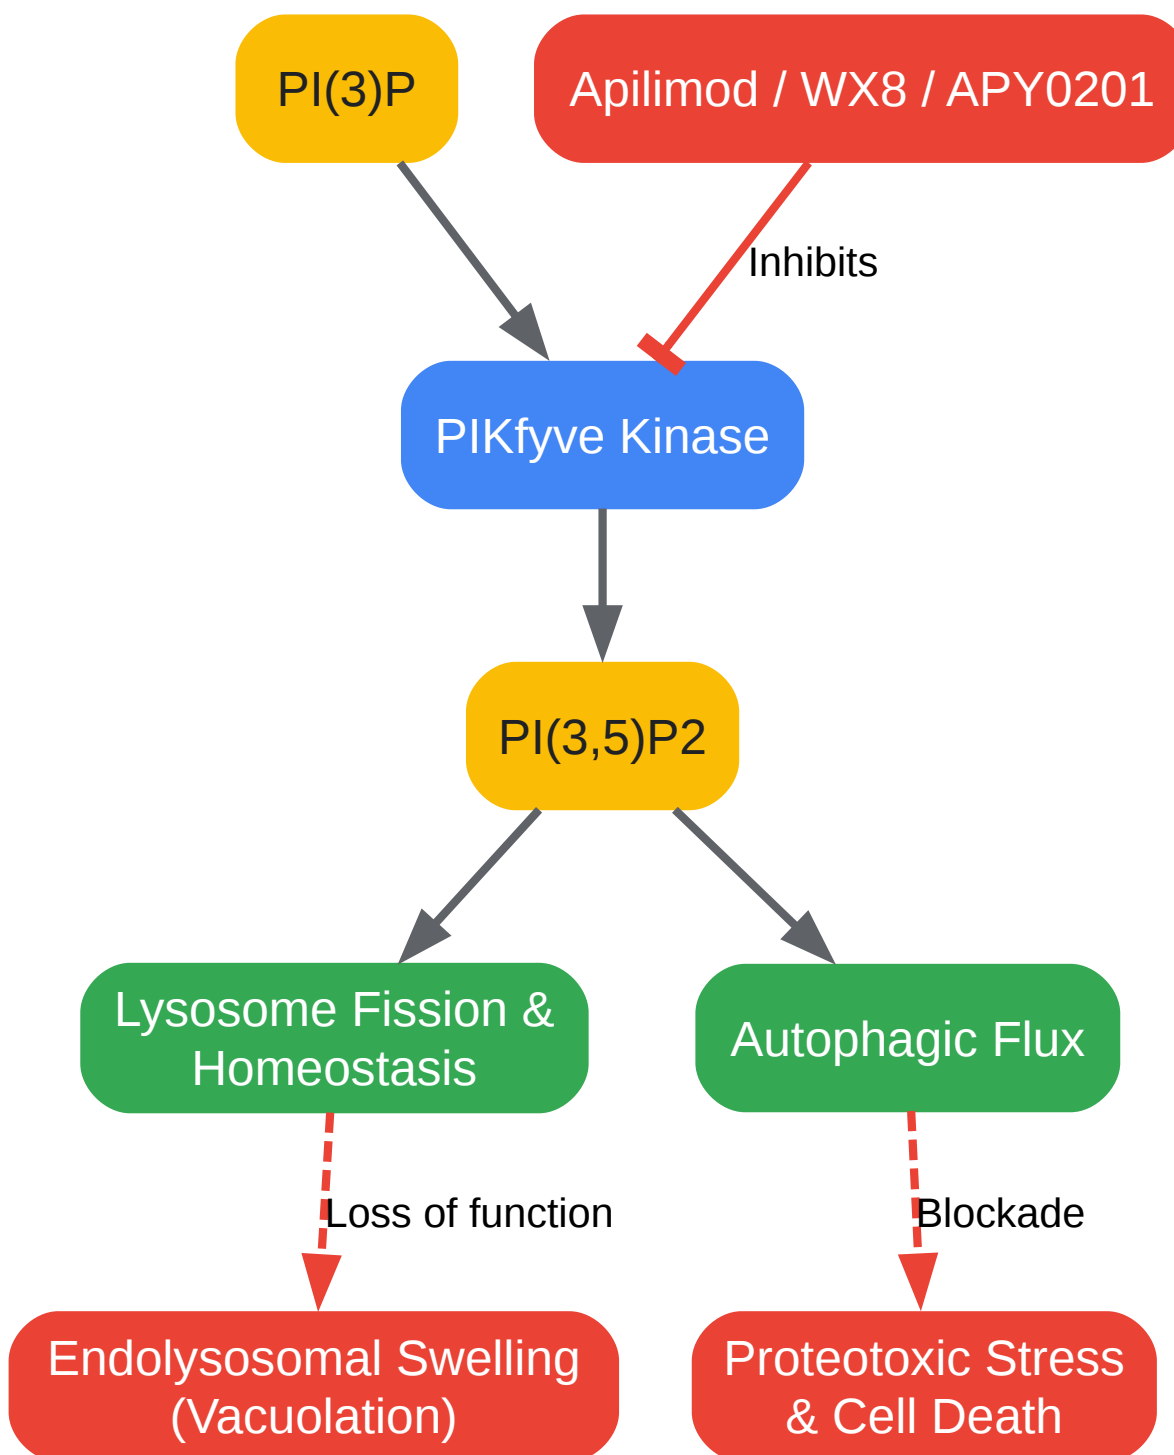 PI(3)P
Apilimod / WX8 / APY0201
Inhibits
PIKfyve Kinase
PI(3,5)P2
Lysosome Fission &
Homeostasis
Autophagic Flux
Loss of function
Blockade
Endolysosomal Swelling
(Vacuolation)
Proteotoxic Stress
& Cell Death